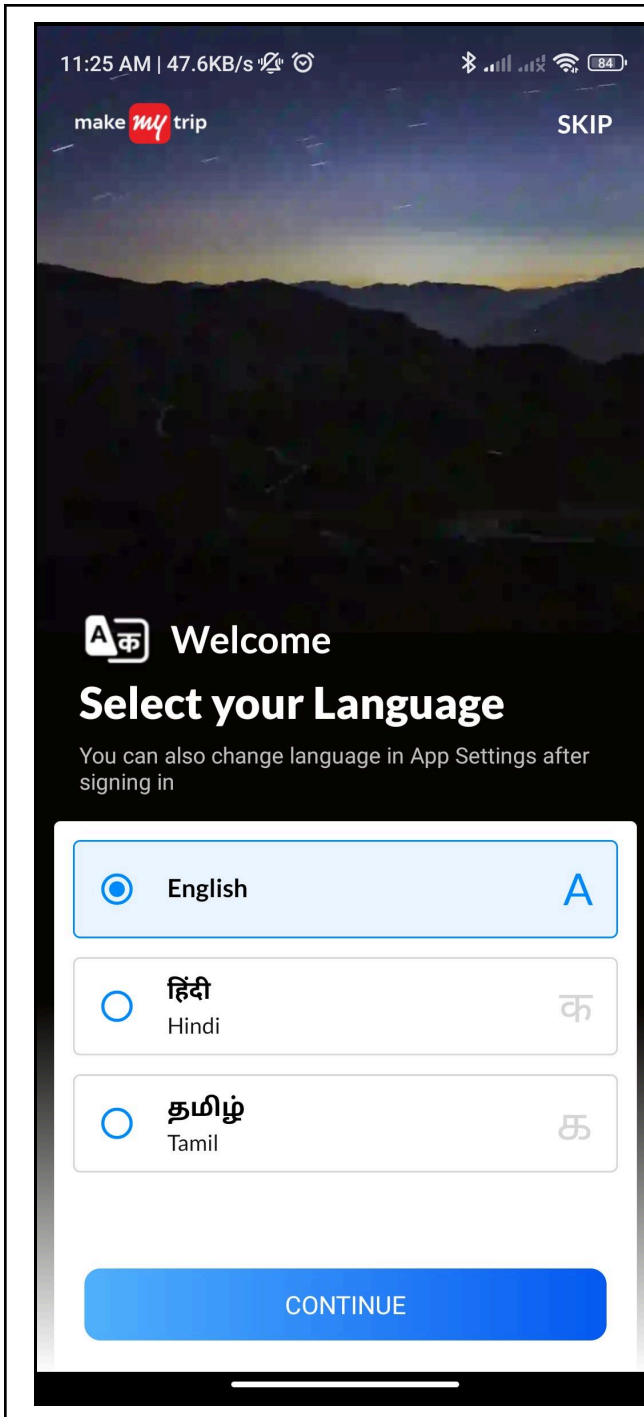 11:25 AM | 47.6KB/s 84
make my trip SKIP
A क Welcome
Select your Language
You can also change language in App Settings after
signing in
English A
हिंदी
Hindi क
தமிழ்
Tamil க
CONTINUE